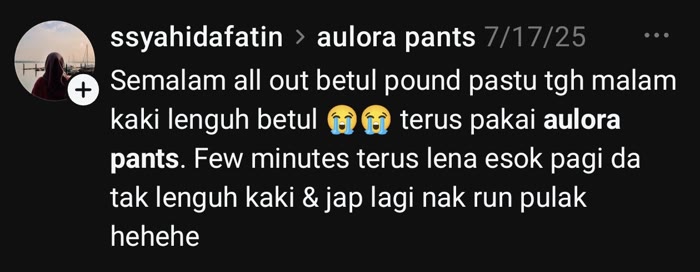 ssyahidafatin > aulora pants 7/17/25 ...
Semalam all out betul pound pastu tgh malam
kaki lenguh betul 😭😭 terus pakai aulora
pants. Few minutes terus lena esok pagi da
tak lenguh kaki & jap lagi nak run pulak
hehehe